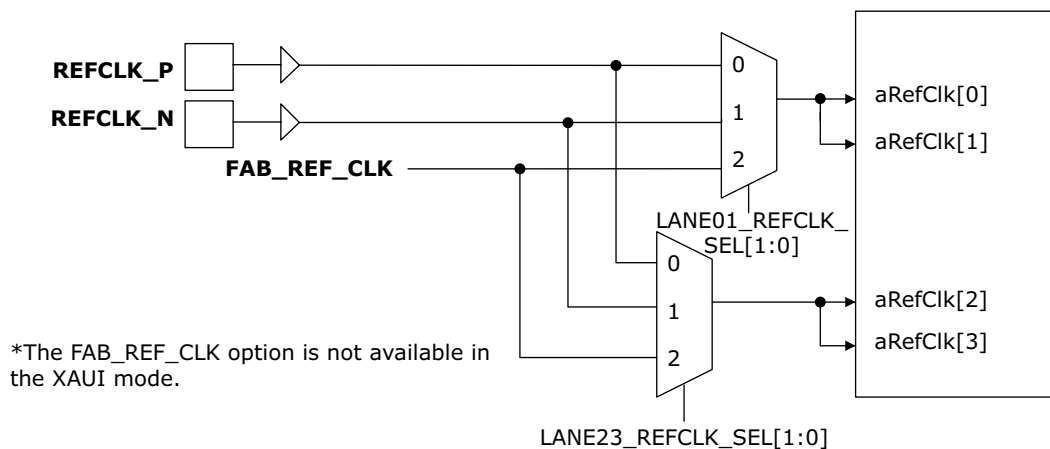 REFCLK_P
REFCLK_N
FAB_REF_CLK
0
1
2
LANE01_REFCLK_
SEL[1:0]
aRefClk[0]
aRefClk[1]
0
1
2
LANE23_REFCLK_SEL[1:0]
aRefClk[2]
aRefClk[3]
*The FAB_REF_CLK option is not available in
the XAUI mode.